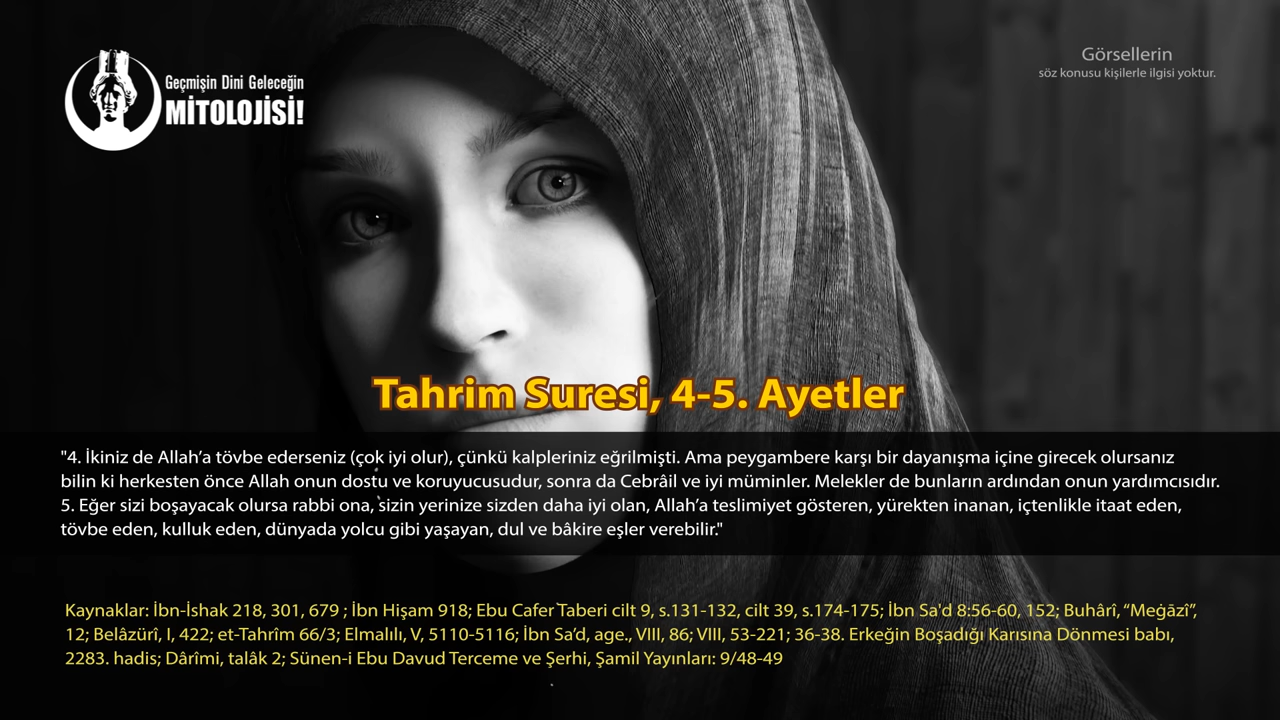 Geçmişin Dini Geleceğin
MİTOLOJİSİ!
Görsellerin
söz konusu kişilerle ilgisi yoktur.
Tahrim Suresi, 4-5. Ayetler
"4. İkiniz de Allah’a tövbe ederseniz (çok iyi olur), çünkü kalpleriniz eğrilmişti. Ama peygambere karşı bir dayanışma içine girecek olursanız
bilin ki herkesten önce Allah onun dostu ve koruyucusudur, sonra da Cebrâil ve iyi müminler. Melekler de bunların ardından onun yardımcısıdır.
5. Eğer sizi boşayacak olursa rabbi ona, sizin yerinize sizden daha iyi olan, Allah’a teslimiyet gösteren, yürekten inanan, içtenlikle itaat eden,
tövbe eden, kulluk eden, dünyada yolcu gibi yaşayan, dul ve bâkire eşler verebilir."
Kaynaklar: İbn-İshak 218, 301, 679 ; İbn Hişam 918; Ebu Cafer Taberi cilt 9, s.131-132, cilt 39, s.174-175; İbn Sa'd 8:56-60, 152; Buhârî, “Meġāzî”,
12; Belâzürî, I, 422; et-Tahrîm 66/3; Elmalılı, V, 5110-5116; İbn Sa’d, age., VIII, 86; VIII, 53-221; 36-38. Erkeğin Boşadığı Karısına Dönmesi babı,
2283. hadis; Dârîmi, talâk 2; Sünen-i Ebu Davud Terceme ve Şerhi, Şamil Yayınları: 9/48-49